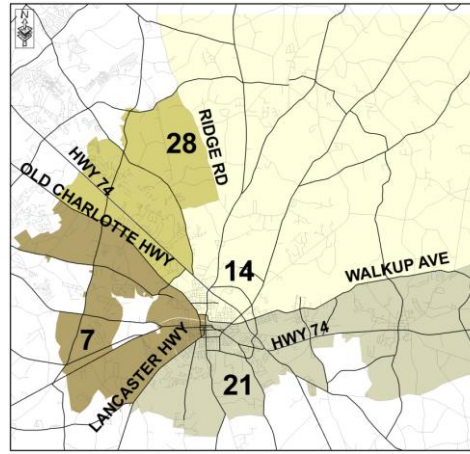 N
28
RIDGE RD
HWY 74
OLD CHARLOTTE HWY
14
WALKUP AVE
HWY 74
7
LANCASTER HWY
21